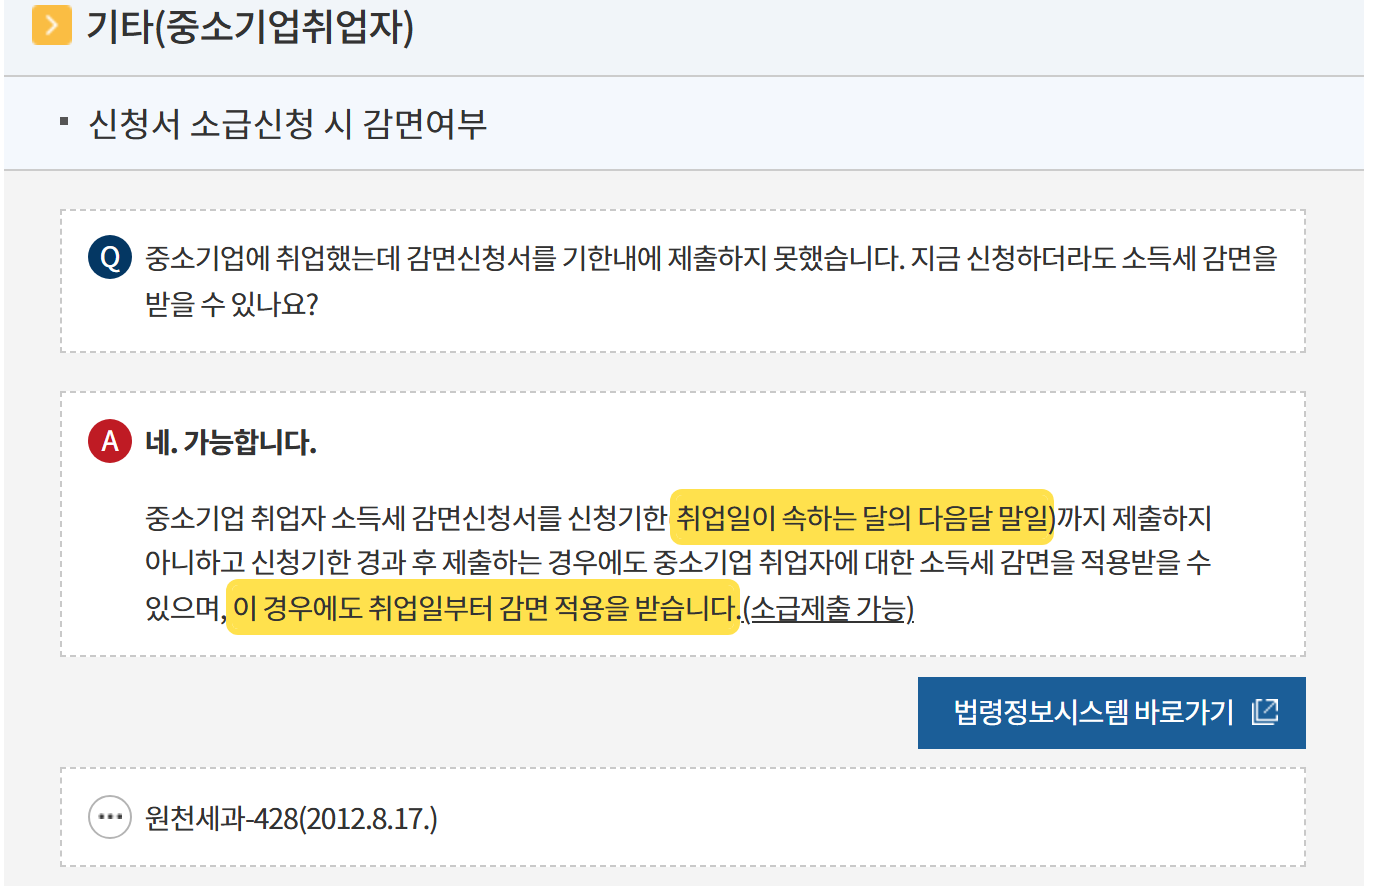 기타(중소기업취업자)
신청서 소급신청 시 감면여부
Q 중소기업에 취업했는데 감면신청서를 기한내에 제출하지 못했습니다. 지금 신청하더라도 소득세 감면을
받을 수 있나요?
A 네. 가능합니다.
중소기업 취업자 소득세 감면신청서를 신청기한 취업일이 속하는 달의 다음달 말일)까지 제출하지
아니하고 신청기한 경과 후 제출하는 경우에도 중소기업 취업자에 대한 소득세 감면을 적용받을 수
있으며, 이 경우에도 취업일부터 감면 적용을 받습니다.(소급제출 가능)
법령정보시스템 바로가기
원천세과-428(2012.8.17.)